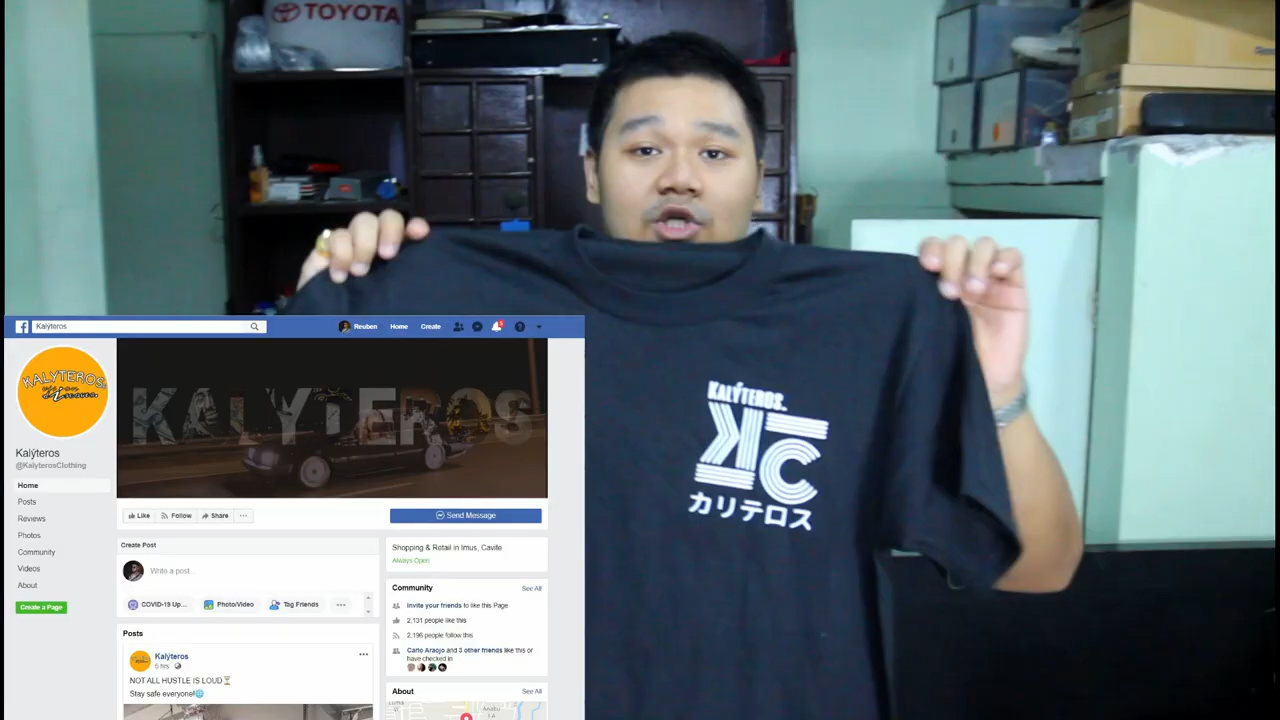 TOYOTA
KALÝTEROS.
KC
カリテロス
Kalýteros
Reuben
Home
Create
KALYTEROS
KALYTEROS
Kalýteros
@KalyterosClothing
Home
Posts
Reviews
Photos
Community
Videos
About
Create a Page
Like
Follow
Share
Send Message
Create Post
Write a post...
COVID-19 Up...
Photo/Video
Tag Friends
Posts
Kalýteros
5 hrs
NOT ALL HUSTLE IS LOUD⏳
Stay safe everyone!🌐
Shopping & Retail in Imus, Cavite
Always Open
Community
See All
Invite your friends to like this Page
2,131 people like this
2,196 people follow this
Carlo Araojo and 3 other friends like this or
have checked in
About
See All